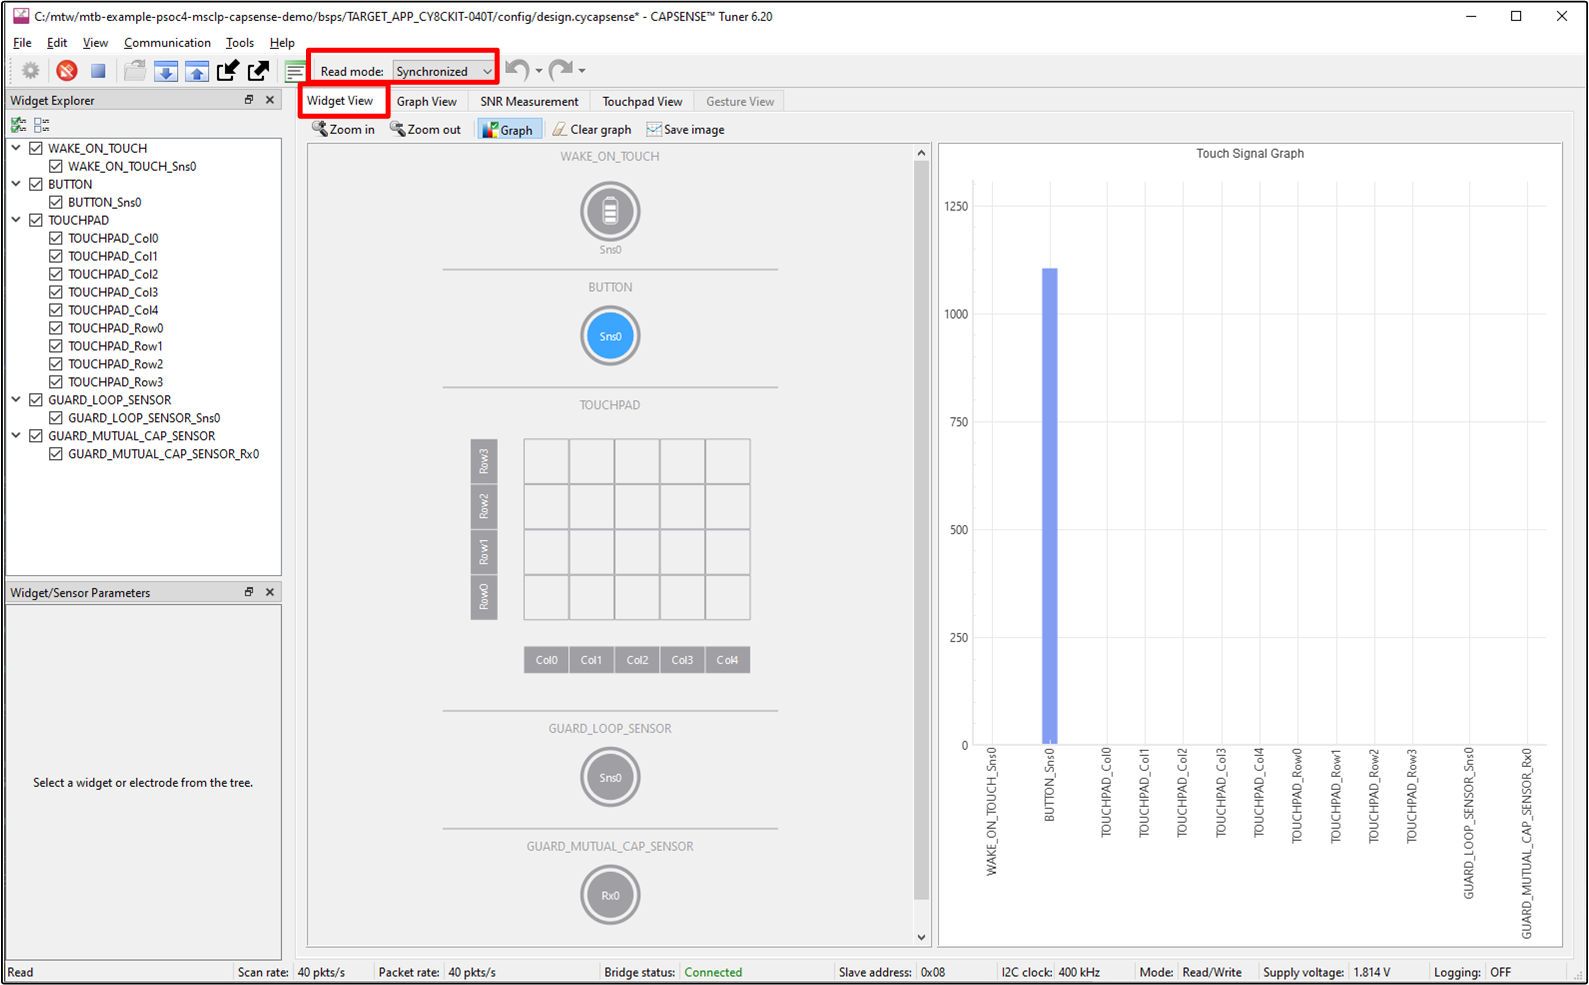 C:/mtw/mtb-example-psoc4-msclp-capsense-demo/bsps/TARGET_APP_CY8CKIT-040T/config/design.cycapsense* - CAPSENSE™ Tuner 6.20
File Edit View Communication Tools Help
Read mode: Synchronized
Widget Explorer
WAKE_ON_TOUCH
WAKE_ON_TOUCH_Sns0
BUTTON
BUTTON_Sns0
TOUCHPAD
TOUCHPAD_Col0
TOUCHPAD_Col1
TOUCHPAD_Col2
TOUCHPAD_Col3
TOUCHPAD_Col4
TOUCHPAD_Row0
TOUCHPAD_Row1
TOUCHPAD_Row2
TOUCHPAD_Row3
GUARD_LOOP_SENSOR
GUARD_LOOP_SENSOR_Sns0
GUARD_MUTUAL_CAP_SENSOR
GUARD_MUTUAL_CAP_SENSOR_Rx0
Widget/Sensor Parameters
Select a widget or electrode from the tree.
Widget View Graph View SNR Measurement Touchpad View Gesture View
Zoom in Zoom out Graph Clear graph Save image
WAKE_ON_TOUCH
Sns0
BUTTON
Sns0
TOUCHPAD
Row3
Row2
Row1
Row0
Col0 Col1 Col2 Col3 Col4
GUARD_LOOP_SENSOR
Sns0
GUARD_MUTUAL_CAP_SENSOR
Rx0
Touch Signal Graph
1250
1000
750
500
250
0
WAKE_ON_TOUCH_Sns0
BUTTON_Sns0
TOUCHPAD_Col0
TOUCHPAD_Col1
TOUCHPAD_Col2
TOUCHPAD_Col3
TOUCHPAD_Col4
TOUCHPAD_Row0
TOUCHPAD_Row1
TOUCHPAD_Row2
TOUCHPAD_Row3
GUARD_LOOP_SENSOR_Sns0
GUARD_MUTUAL_CAP_SENSOR_Rx0
Read Scan rate: 40 pkts/s Packet rate: 40 pkts/s Bridge status: Connected Slave address: 0x08 I2C clock: 400 kHz Mode: Read/Write Supply voltage: 1.814 V Logging: OFF